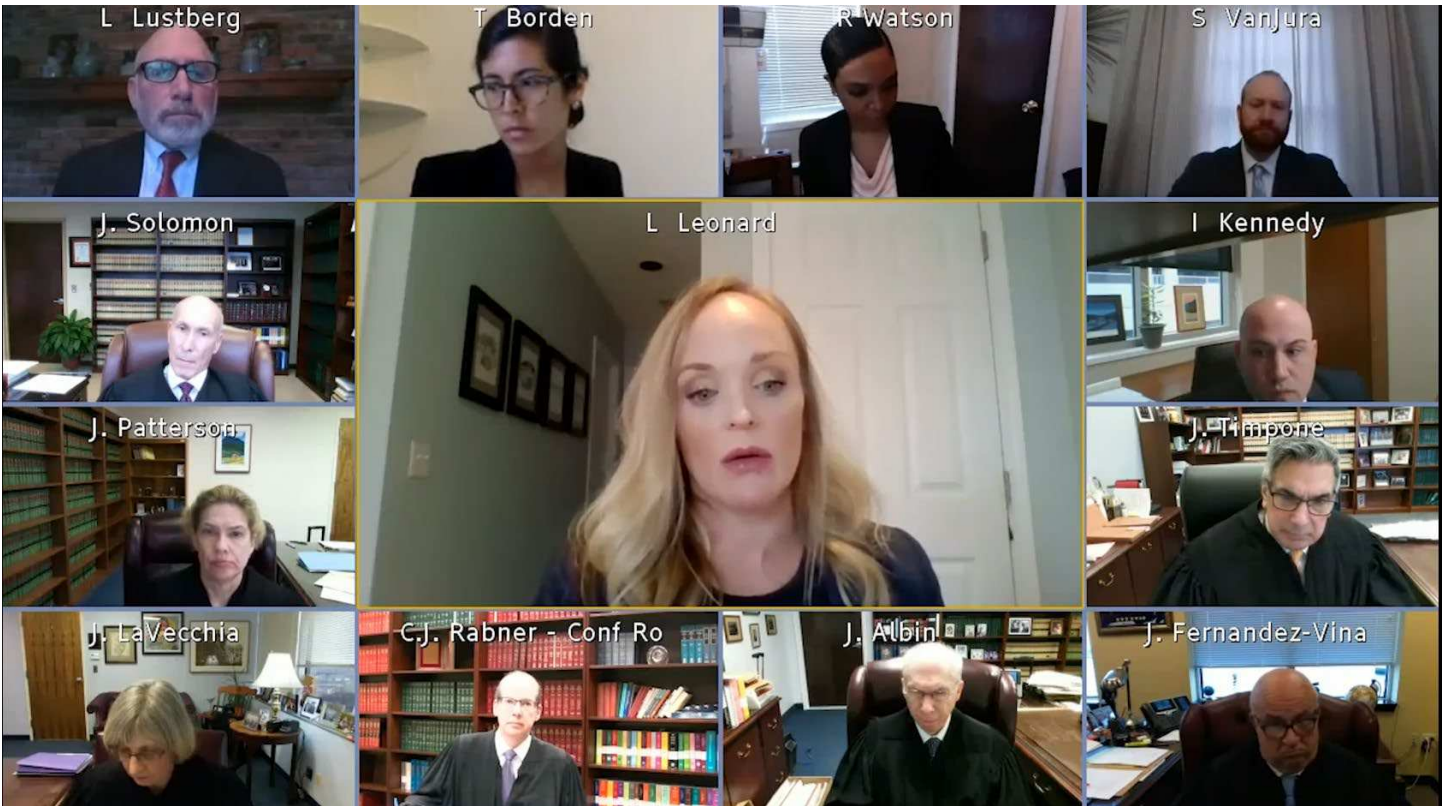 L Lustberg
T Borden
R Watson
S VanJura
J. Solomon
L Leonard
I Kennedy
J. Patterson
J. Timpone
J. LaVecchia
C.J. Rabner - Conf Ro
J. Albin
J. Fernandez-Vina